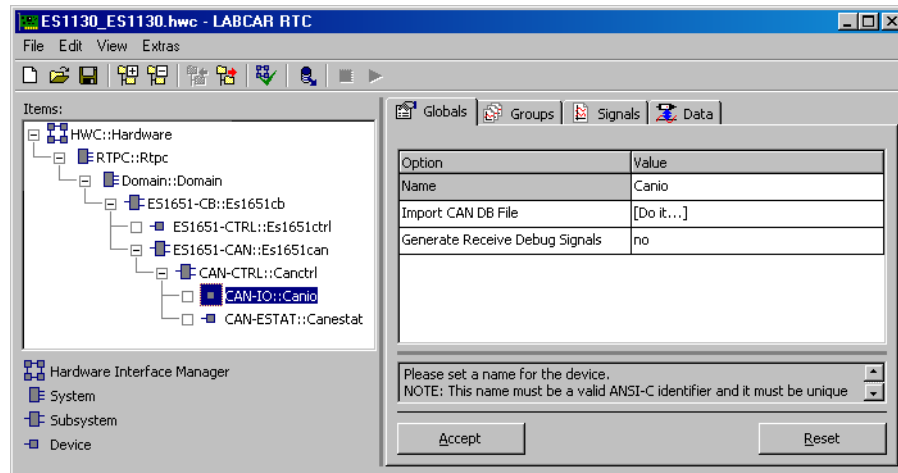 ES1130_ES1130.hwc - LABCAR RTC
File Edit View Extras
Items:
HWC::Hardware
RTPC::Rtpc
Domain::Domain
ES1651-CB::Es1651cb
ES1651-CTRL::Es1651ctrl
ES1651-CAN::Es1651can
CAN-CTRL::Canctrl
CAN-IO::Canio
CAN-ESTAT::Canestat
Hardware Interface Manager
System
Subsystem
Device
Globals Groups Signals Data
Option Value
Name Canio
Import CAN DB File [Do it...]
Generate Receive Debug Signals no
Please set a name for the device.
NOTE: This name must be a valid ANSI-C identifier and it must be unique
Accept Reset